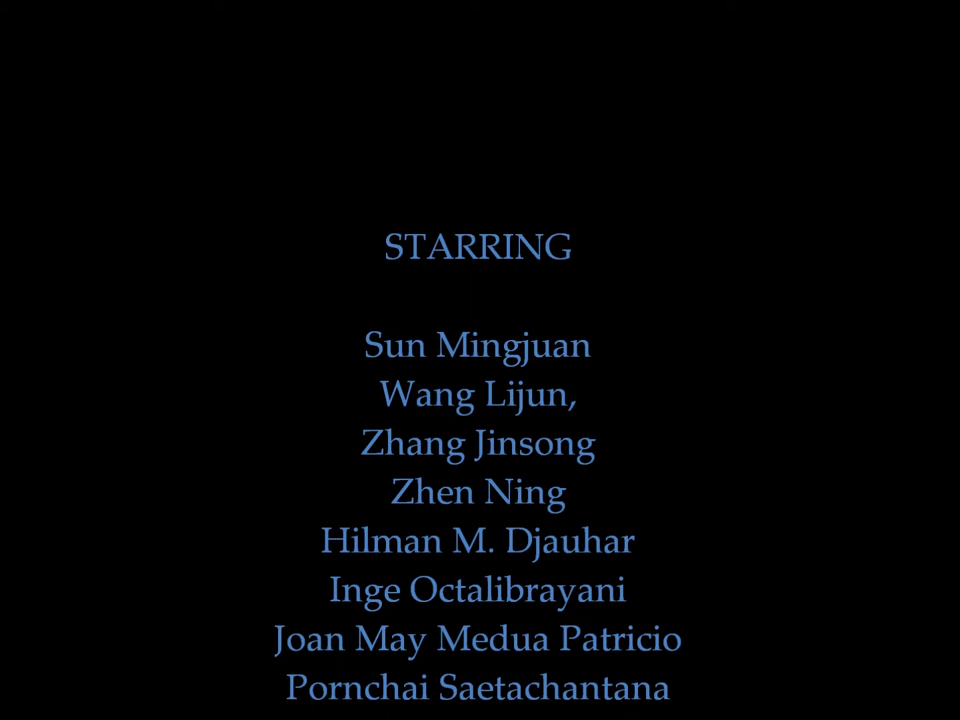 STARRING
Sun Mingjuan
Wang Lijun,
Zhang Jinsong
Zhen Ning
Hilman M. Djauhar
Inge Octalibrayani
Joan May Medua Patricio
Pornchai Saetachantana